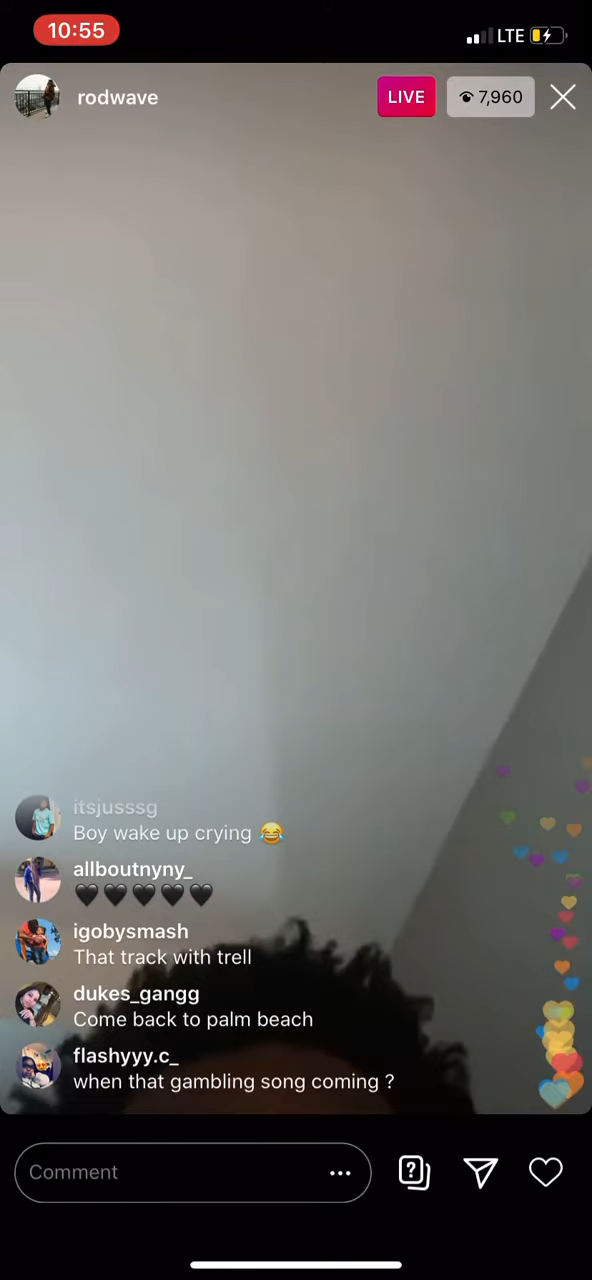 10:55
LTE
rodwave
LIVE
7,960
itsjusssg
Boy wake up crying 😂
allboutnyny_
🖤🖤🖤🖤🖤
igobysmash
That track with trell
dukes_gangg
Come back to palm beach
flashyyy.c_
when that gambling song coming ?
Comment